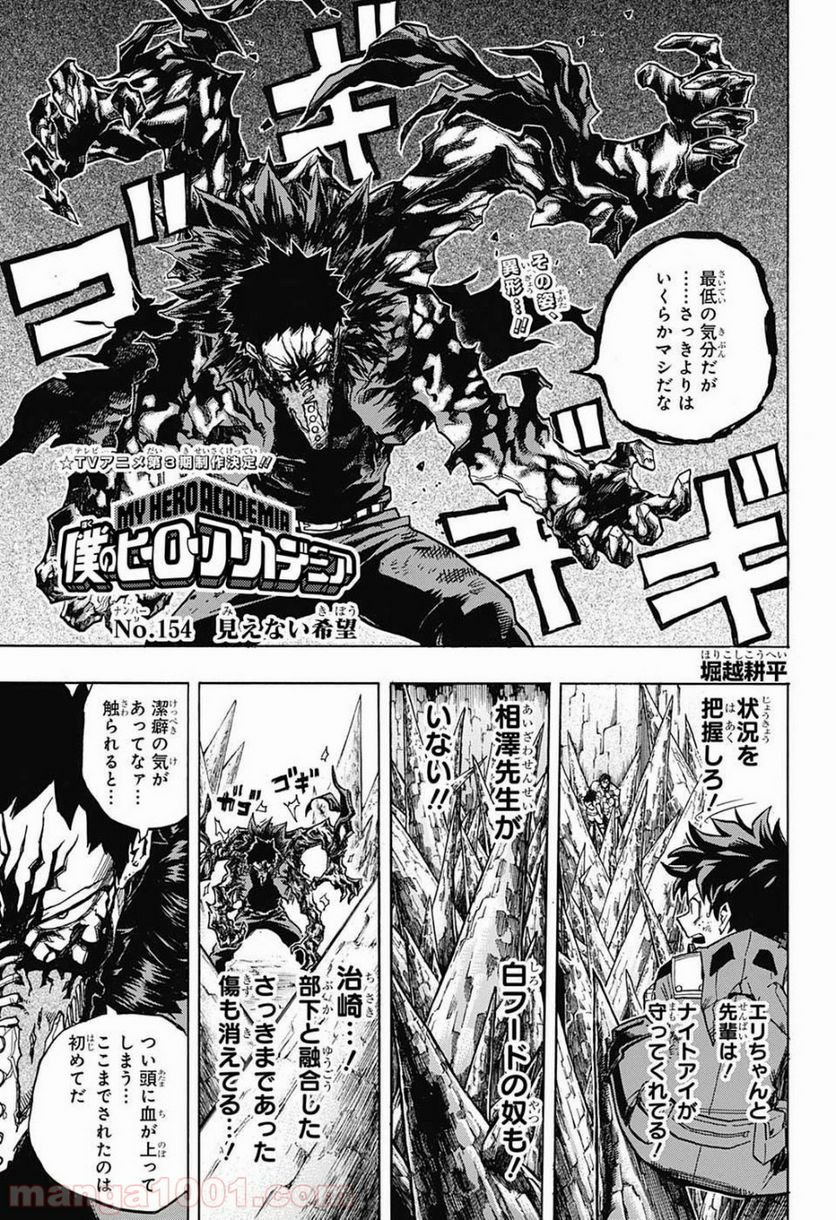 最低の気分だが
……さっきよりは
いくらかマシだな
その姿、
異形…!!
ギギ
ゴゴ
ギギ
☆TVアニメ第3期制作決定!!
MY HERO ACADEMIA
僕のヒーローアカデミア
No.154 見えない希望
堀越耕平
状況を
把握しろ!
エリちゃんと
先輩は
ナイトアイが
守ってくれてる!
相澤先生が
いない!!
白フードの奴も!
ゴギ
ガゴ
治崎…!
部下と融合した
さっきまであった
傷も消えてる…!
潔癖の気が
あってなァ…
触られると…
つい頭に血が上って
しまう…
ここまでされたのは
初めてだ
manga1001.com